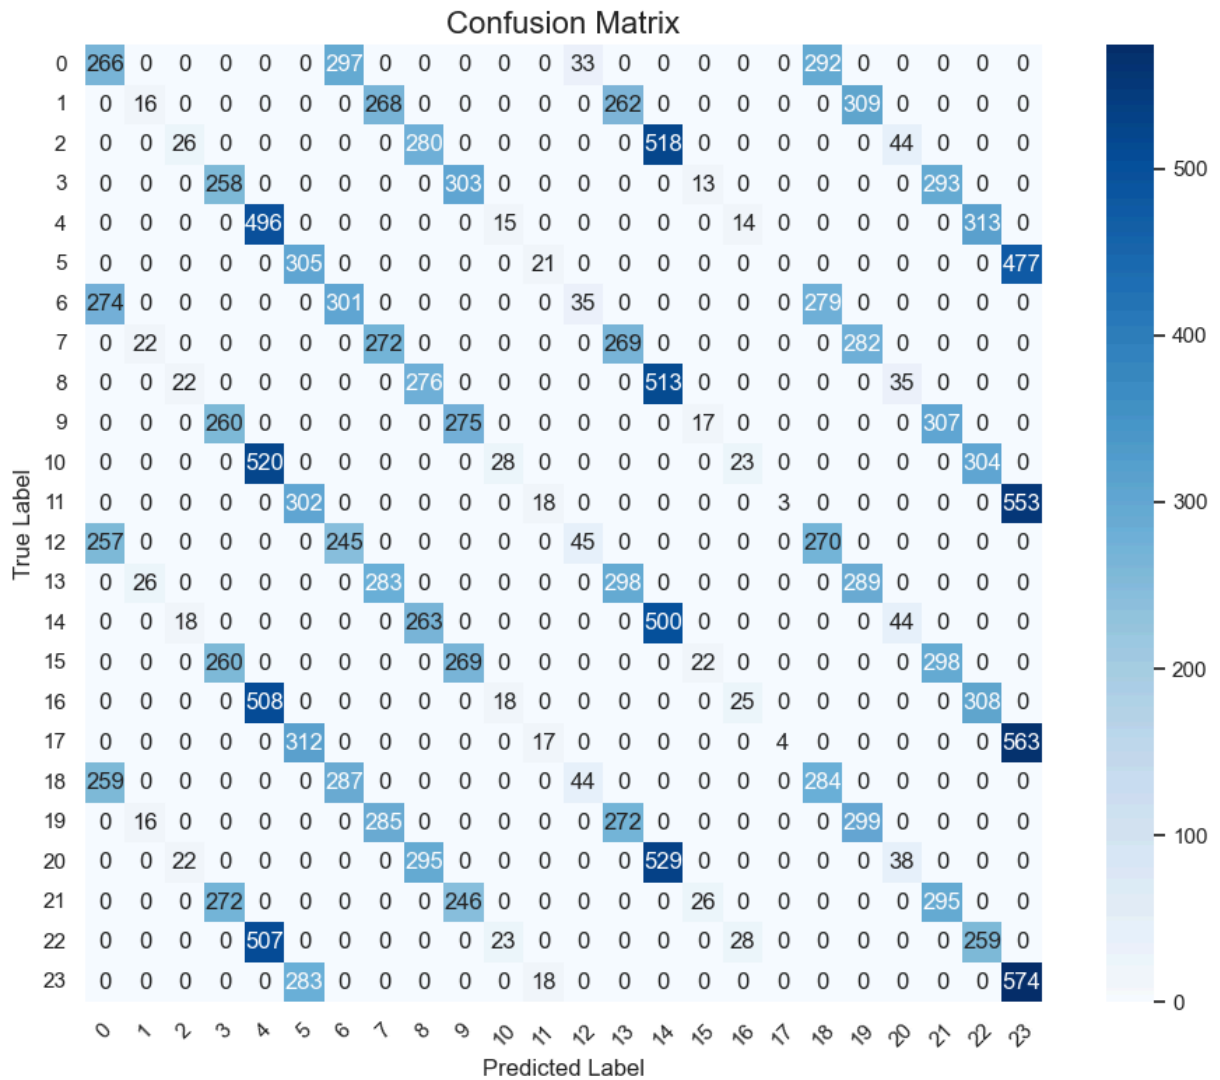 Confusion Matrix
0 266 0 0 0 0 0 297 0 0 0 0 0 33 0 0 0 0 0 292 0 0 0 0 0
1 0 16 0 0 0 0 0 268 0 0 0 0 0 262 0 0 0 0 0 309 0 0 0 0
2 0 0 26 0 0 0 0 0 280 0 0 0 0 0 518 0 0 0 0 0 44 0 0 0
3 0 0 0 258 0 0 0 0 0 303 0 0 0 0 0 13 0 0 0 0 0 293 0 0
4 0 0 0 0 496 0 0 0 0 0 15 0 0 0 0 0 14 0 0 0 0 0 313 0
5 0 0 0 0 0 305 0 0 0 0 0 21 0 0 0 0 0 0 0 0 0 0 0 477
6 274 0 0 0 0 0 301 0 0 0 0 0 35 0 0 0 0 0 279 0 0 0 0 0
7 0 22 0 0 0 0 0 272 0 0 0 0 0 269 0 0 0 0 0 282 0 0 0 0
8 0 0 22 0 0 0 0 0 276 0 0 0 0 0 513 0 0 0 0 0 35 0 0 0
9 0 0 0 260 0 0 0 0 0 275 0 0 0 0 0 17 0 0 0 0 0 307 0 0
10 0 0 0 0 520 0 0 0 0 0 28 0 0 0 0 0 23 0 0 0 0 0 304 0
11 0 0 0 0 0 302 0 0 0 0 0 18 0 0 0 0 0 3 0 0 0 0 0 553
12 257 0 0 0 0 0 245 0 0 0 0 0 45 0 0 0 0 0 270 0 0 0 0 0
13 0 26 0 0 0 0 0 283 0 0 0 0 0 298 0 0 0 0 0 289 0 0 0 0
14 0 0 18 0 0 0 0 0 263 0 0 0 0 0 500 0 0 0 0 0 44 0 0 0
15 0 0 0 260 0 0 0 0 0 269 0 0 0 0 0 22 0 0 0 0 0 298 0 0
16 0 0 0 0 508 0 0 0 0 0 18 0 0 0 0 0 25 0 0 0 0 0 308 0
17 0 0 0 0 0 312 0 0 0 0 0 17 0 0 0 0 0 4 0 0 0 0 0 563
18 259 0 0 0 0 0 287 0 0 0 0 0 44 0 0 0 0 0 284 0 0 0 0 0
19 0 16 0 0 0 0 0 285 0 0 0 0 0 272 0 0 0 0 0 299 0 0 0 0
20 0 0 22 0 0 0 0 0 295 0 0 0 0 0 529 0 0 0 0 0 38 0 0 0
21 0 0 0 272 0 0 0 0 0 246 0 0 0 0 0 26 0 0 0 0 0 295 0 0
22 0 0 0 0 507 0 0 0 0 0 23 0 0 0 0 0 28 0 0 0 0 0 259 0
23 0 0 0 0 0 283 0 0 0 0 0 18 0 0 0 0 0 0 0 0 0 0 0 574
0 1 2 3 4 5 6 7 8 9 10 11 12 13 14 15 16 17 18 19 20 21 22 23
Predicted Label
True Label
500
400
300
200
100
0